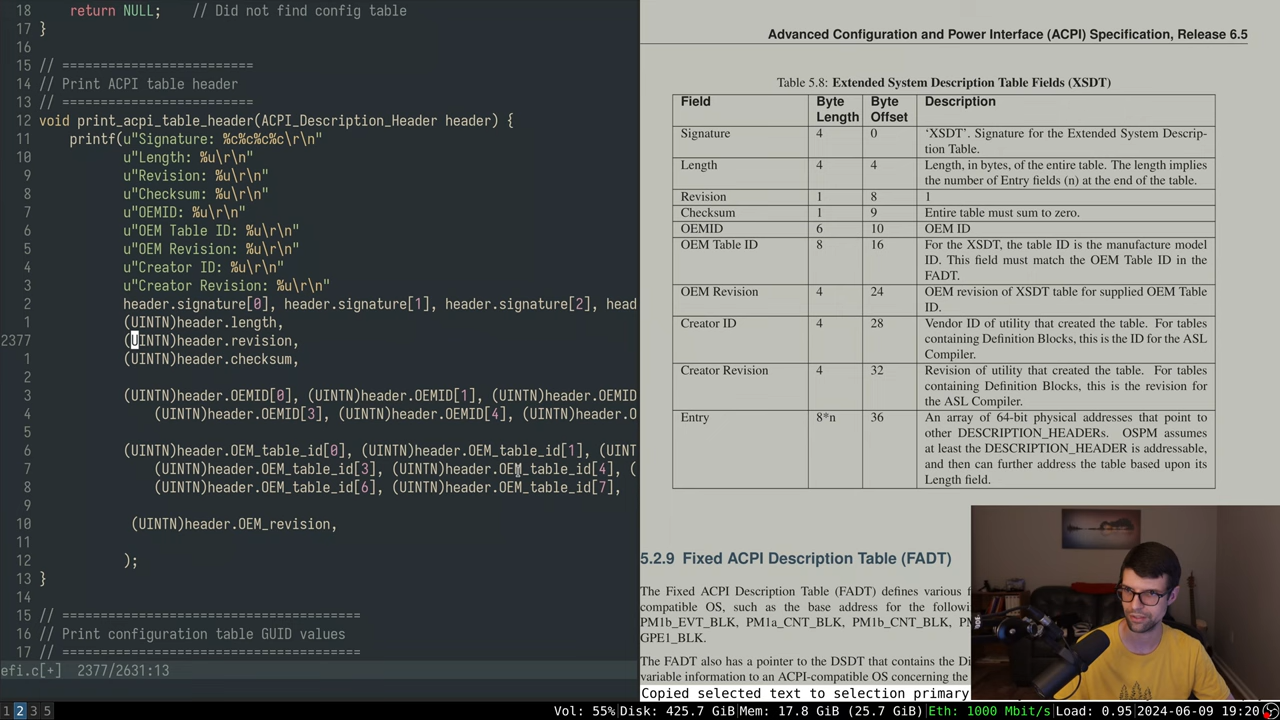 18 return NULL; // Did not find config table
17 }
16
15 // =========================
14 // Print ACPI table header
13 // =========================
12 void print_acpi_table_header(ACPI_Description_Header header) {
11 printf(u"Signature: %c%c%c%c\r\n"
10 u"Length: %u\r\n"
9 u"Revision: %u\r\n"
8 u"Checksum: %u\r\n"
7 u"OEMID: %u\r\n"
6 u"OEM Table ID: %u\r\n"
5 u"OEM Revision: %u\r\n"
4 u"Creator ID: %u\r\n"
3 u"Creator Revision: %u\r\n"
2 header.signature[0], header.signature[1], header.signature[2], head
1 (UINTN)header.length,
2377 (UINTN)header.revision,
1 (UINTN)header.checksum,
2
3 (UINTN)header.OEMID[0], (UINTN)header.OEMID[1], (UINTN)header.OEMID
4 (UINTN)header.OEMID[3], (UINTN)header.OEMID[4], (UINTN)header.O
5
6 (UINTN)header.OEM_table_id[0], (UINTN)header.OEM_table_id[1], (UINT
7 (UINTN)header.OEM_table_id[3], (UINTN)header.OEM_table_id[4], (
8 (UINTN)header.OEM_table_id[6], (UINTN)header.OEM_table_id[7],
9
10 (UINTN)header.OEM_revision,
11
12 );
13 }
14
15 // =====================================
16 // Print configuration table GUID values
17 // =====================================
efi.c[+] 2377/2631:13
Advanced Configuration and Power Interface (ACPI) Specification, Release 6.5
Table 5.8: Extended System Description Table Fields (XSDT)
Field Byte Length Byte Offset Description
Signature 4 0 ‘XSDT’. Signature for the Extended System Descrip-
tion Table.
Length 4 4 Length, in bytes, of the entire table. The length implies
the number of Entry fields (n) at the end of the table.
Revision 1 8 1
Checksum 1 9 Entire table must sum to zero.
OEMID 6 10 OEM ID
OEM Table ID 8 16 For the XSDT, the table ID is the manufacture model
ID. This field must match the OEM Table ID in the
FADT.
OEM Revision 4 24 OEM revision of XSDT table for supplied OEM Table
ID.
Creator ID 4 28 Vendor ID of utility that created the table. For tables
containing Definition Blocks, this is the ID for the ASL
Compiler.
Creator Revision 4 32 Revision of utility that created the table. For tables
containing Definition Blocks, this is the revision for
the ASL Compiler.
Entry 8*n 36 An array of 64-bit physical addresses that point to
other DESCRIPTION_HEADERs. OSPM assumes
at least the DESCRIPTION_HEADER is addressable,
and then can further address the table based upon its
Length field.
5.2.9 Fixed ACPI Description Table (FADT)
The Fixed ACPI Description Table (FADT) defines various f
compatible OS, such as the base address for the followi
PM1b_EVT_BLK, PM1a_CNT_BLK, PM1b_CNT_BLK, PM
GPE1_BLK.
The FADT also has a pointer to the DSDT that contains the Di
variable information to an ACPI-compatible OS concerning the
Copied selected text to selection primary
1 2 3 5 Vol: 55% Disk: 425.7 GiB Mem: 17.8 GiB (25.7 GiB) Eth: 1000 Mbit/s Load: 0.95 2024-06-09 19:20